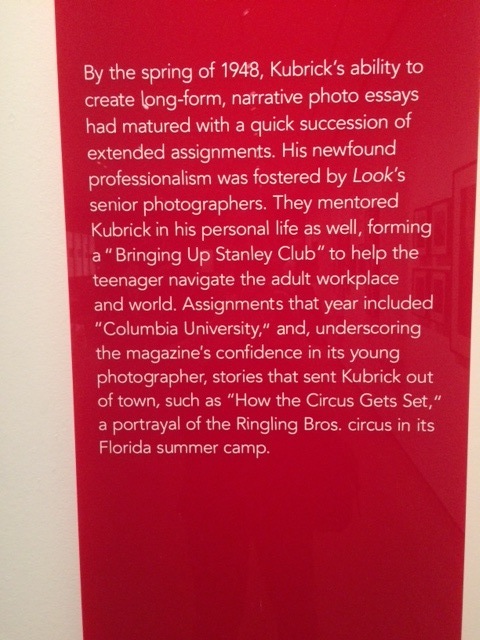 By the spring of 1948, Kubrick's ability to
create long-form, narrative photo essays
had matured with a quick succession of
extended assignments. His newfound
professionalism was fostered by Look's
senior photographers. They mentored
Kubrick in his personal life as well, forming
a "Bringing Up Stanley Club" to help the
teenager navigate the adult workplace
and world. Assignments that year included
"Columbia University," and, underscoring
the magazine's confidence in its young
photographer, stories that sent Kubrick out
of town, such as "How the Circus Gets Set,"
a portrayal of the Ringling Bros. circus in its
Florida summer camp.